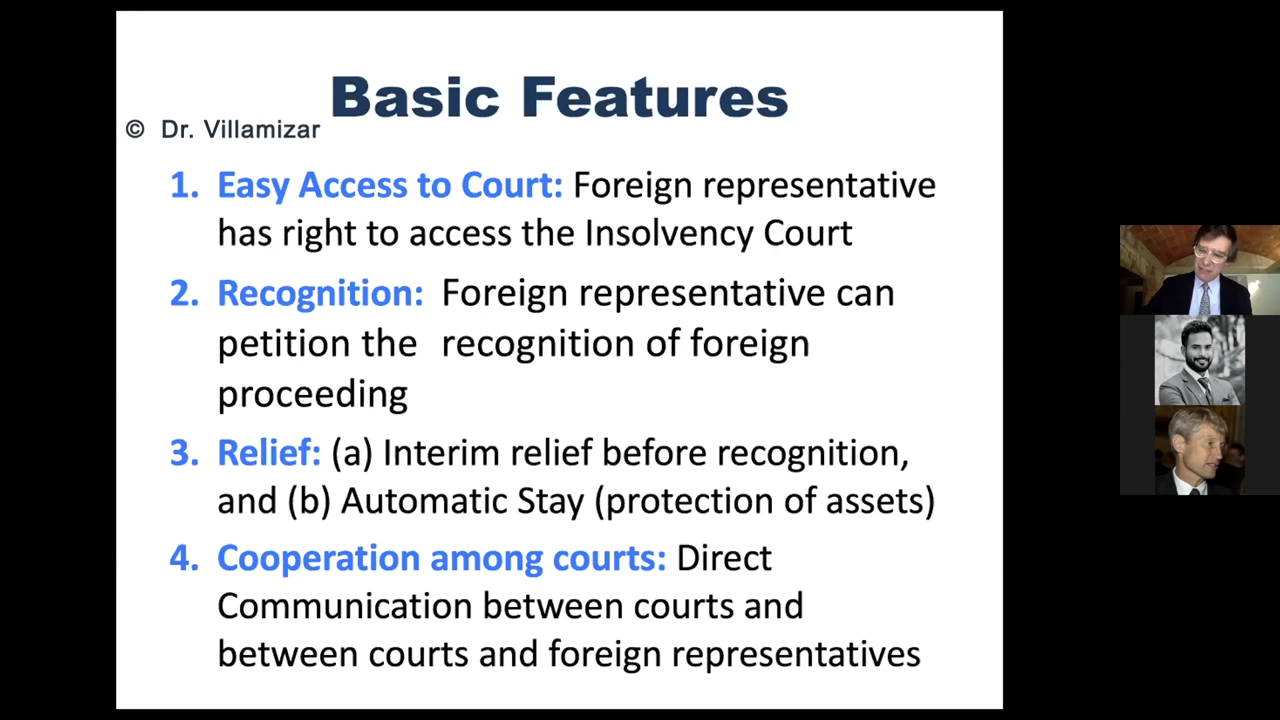 Basic Features
© Dr. Villamizar
1. Easy Access to Court: Foreign representative
has right to access the Insolvency Court
2. Recognition: Foreign representative can
petition the recognition of foreign
proceeding
3. Relief: (a) Interim relief before recognition,
and (b) Automatic Stay (protection of assets)
4. Cooperation among courts: Direct
Communication between courts and
between courts and foreign representatives